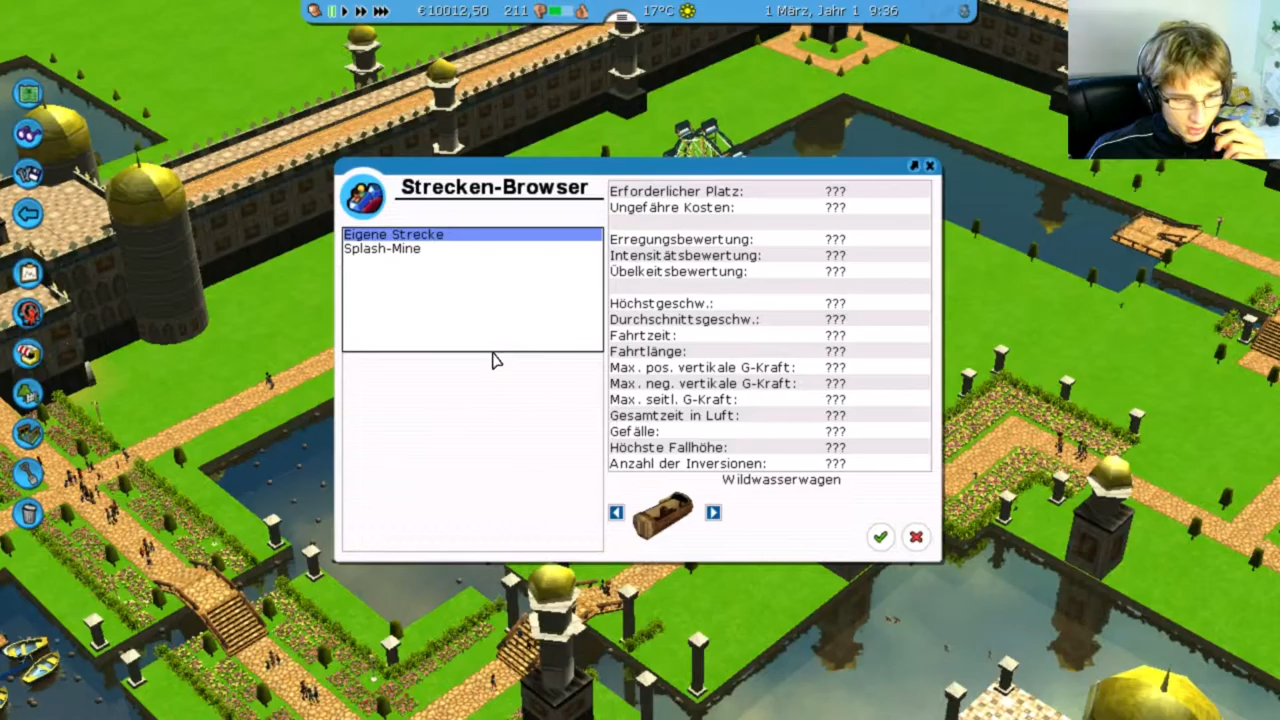 €10012,50 211 17°C 1 März, Jahr 1 9:36
Strecken-Browser
Eigene Strecke
Splash-Mine
Erforderlicher Platz: ???
Ungefähre Kosten: ???
Erregungsbewertung: ???
Intensitätsbewertung: ???
Übelkeitsbewertung: ???
Höchstgeschw.: ???
Durchschnittsgeschw.: ???
Fahrtzeit: ???
Fahrtlänge: ???
Max. pos. vertikale G-Kraft: ???
Max. neg. vertikale G-Kraft: ???
Max. seitl. G-Kraft: ???
Gesamtzeit in Luft: ???
Gefälle: ???
Höchste Fallhöhe: ???
Anzahl der Inversionen: ???
Wildwasserwagen